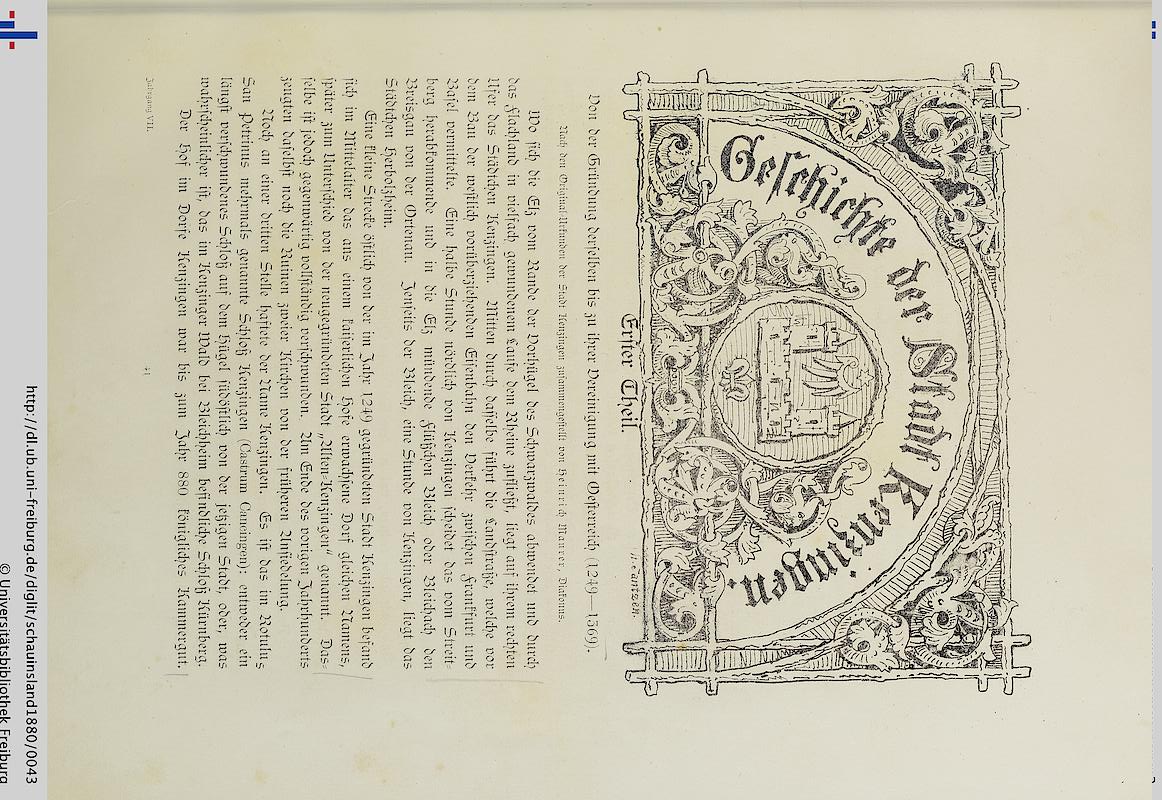 Geschichte der Stadt Kenzingen.
Erster Theil
Von der Gründung derselben bis zu ihrer Vereinigung mit Oesterreich (1249—1369).
Nach den Original-Urkunden der Stadt Kenzingen zusammengestellt von Heinrich Maurer, Diakonus.
Wo sich die Elz vom Rande der Vorhügel des Schwarzwaldes abwendet und durch
das Flachland in vielfach gewundenem Laufe dem Rheine zufließt, liegt auf ihrem rechten
Ufer das Städtchen Kenzingen. Mitten durch dasselbe führt die Landstraße, welche vor
dem Bau der westlich vorüberziehenden Eisenbahn den Verkehr zwischen Frankfurt und
Basel vermittelte. Eine halbe Stunde nördlich von Kenzingen scheidet das vom Streit-
berg herabkommende und in die Elz mündende Flüßchen Bleich oder Bleichbach den
Breisgau von der Ortenau. Jenseits der Bleich, eine Stunde von Kenzingen, liegt das
Städtchen Herbolzheim.
Eine kleine Strecke östlich von der im Jahr 1249 gegründeten Stadt Kenzingen befand
sich im Mittelalter das aus einem kaiserlichen Hofe erwachsene Dorf gleichen Namens,
später zum Unterschied von der neugegründeten Stadt „Alten-Kenzingen“ genannt. Das-
selbe ist jedoch gegenwärtig vollständig verschwunden. Am Ende des vorigen Jahrhunderts
zeugten daselbst noch die Ruinen zweier Kirchen von der früheren Ansiedelung.
Noch an einer dritten Stelle haftete der Name Kenzingen. Es ist das im Rotulus
San Petrinus mehrmals genannte Schloß Kenzingen (Castrum Canzingen): entweder ein
längst verschwundenes Schloß auf dem Hügel südöstlich von der jetzigen Stadt, oder, was
wahrscheinlicher ist, das in Kenzinger Wald bei Bleichheim befindliche Schloß Kürnberg.
Der Hof im Dorfe Kenzingen war bis zum Jahr 880 königliches Kammergut.
Jahrgang VII.
http://dl.ub.uni-freiburg.de/diglit/schauinsland1880/0043
© Universitätsbibliothek Freiburg